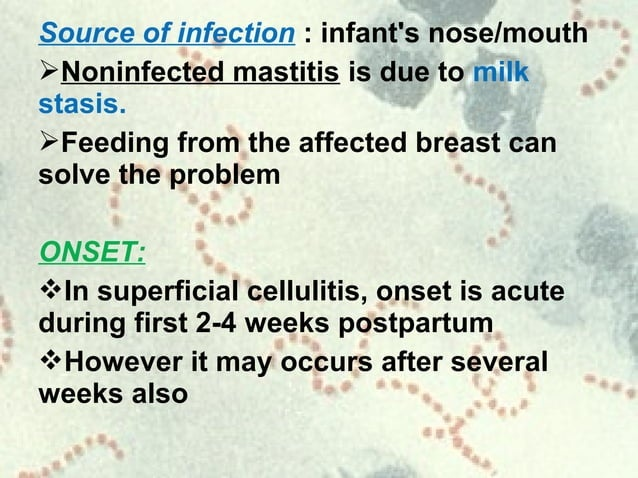 Source of infection : infant's nose/mouth
➢Noninfected mastitis is due to milk
stasis.
➢Feeding from the affected breast can
solve the problem
ONSET:
❖In superficial cellulitis, onset is acute
during first 2-4 weeks postpartum
❖However it may occurs after several
weeks also